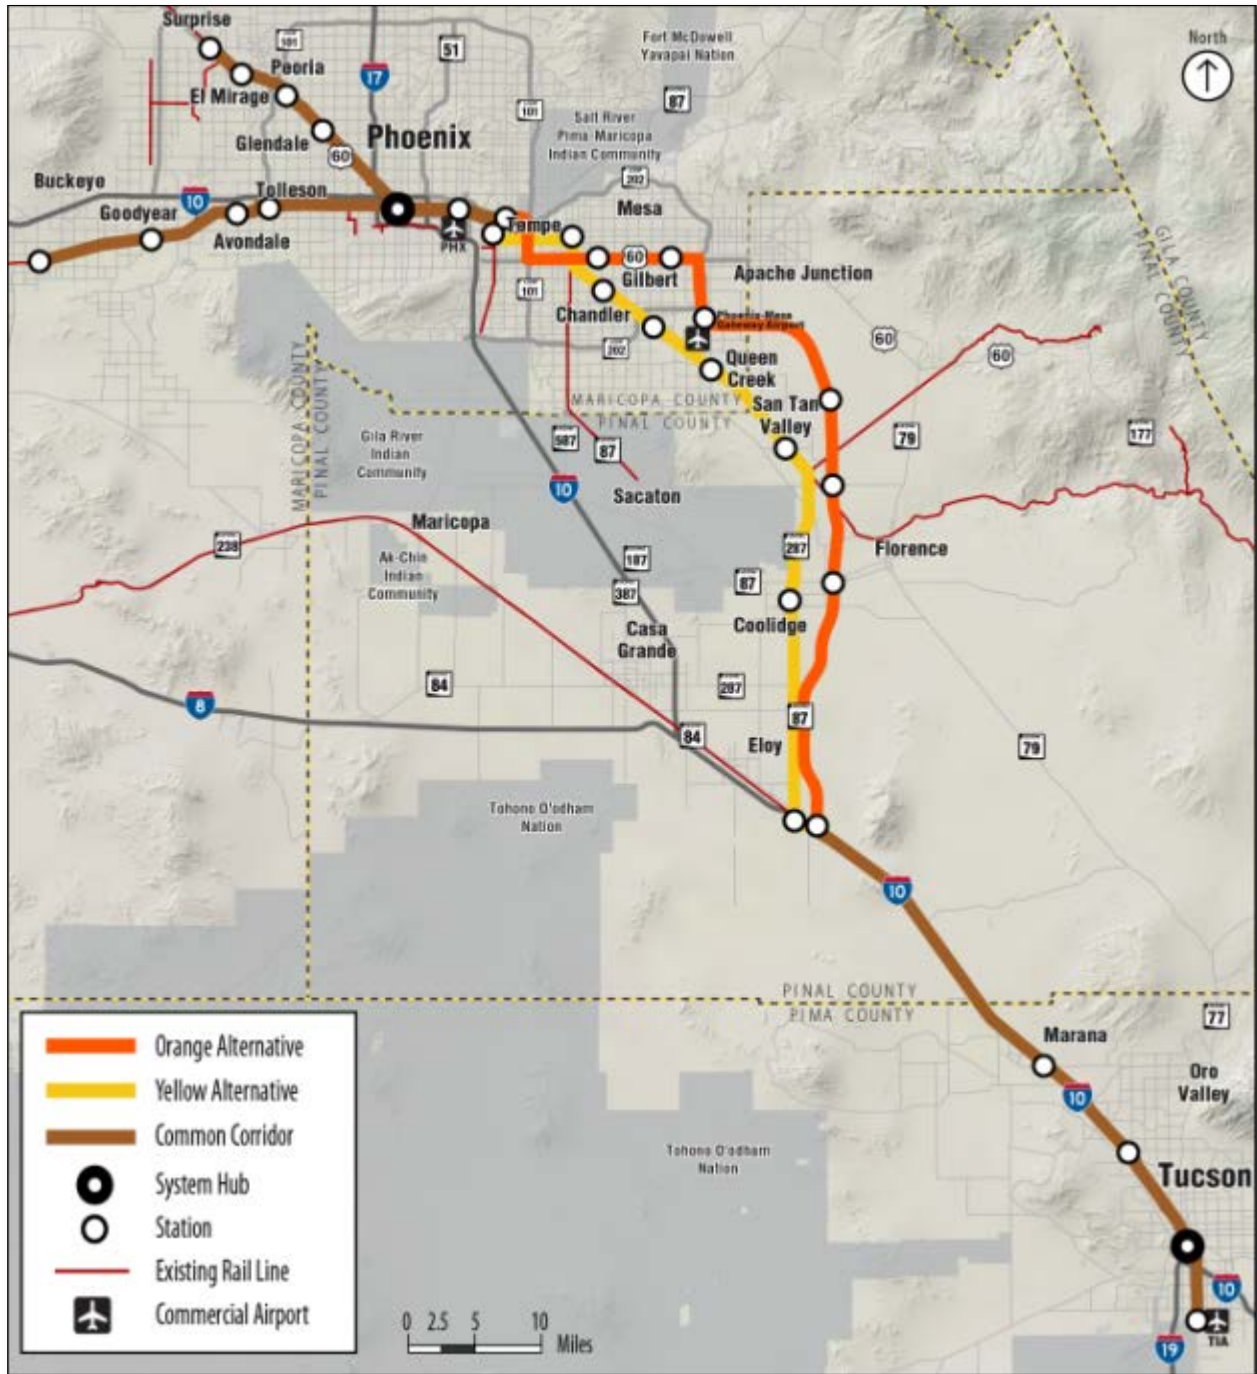 Surprise
LOOP
101
51
17
Fort McDowell
Yavapai Nation
North
Peoria
87
El Mirage
LOOP
101
Salt River
Pima-Maricopa
Indian Community
Glendale
60
Phoenix
Buckeye
10
Tolleson
LOOP
202
Goodyear
Mesa
Avondale
Tempe
PHX
GILA COUNTY
PINAL COUNTY
60
Gilbert
Apache Junction
101
Chandler
Phoenix-Mesa
Gateway Airport
202
60
60
Queen
Creek
MARICOPA COUNTY
PINAL COUNTY
MARICOPA COUNTY
PINAL COUNTY
San Tan
Valley
Gila River
Indian
Community
587
87
79
177
10
Sacaton
Maricopa
238
287
Florence
Ak-Chin
Indian
Community
187
87
387
Coolidge
Casa
Grande
84
287
8
87
84
Eloy
79
Tohono O'odham
Nation
10
PINAL COUNTY
PIMA COUNTY
77
Marana
Oro
Valley
10
Tohono O'odham
Nation
Tucson
10
TIA
19
Orange Alternative
Yellow Alternative
Common Corridor
System Hub
Station
Existing Rail Line
Commercial Airport
0 2.5 5 10
Miles